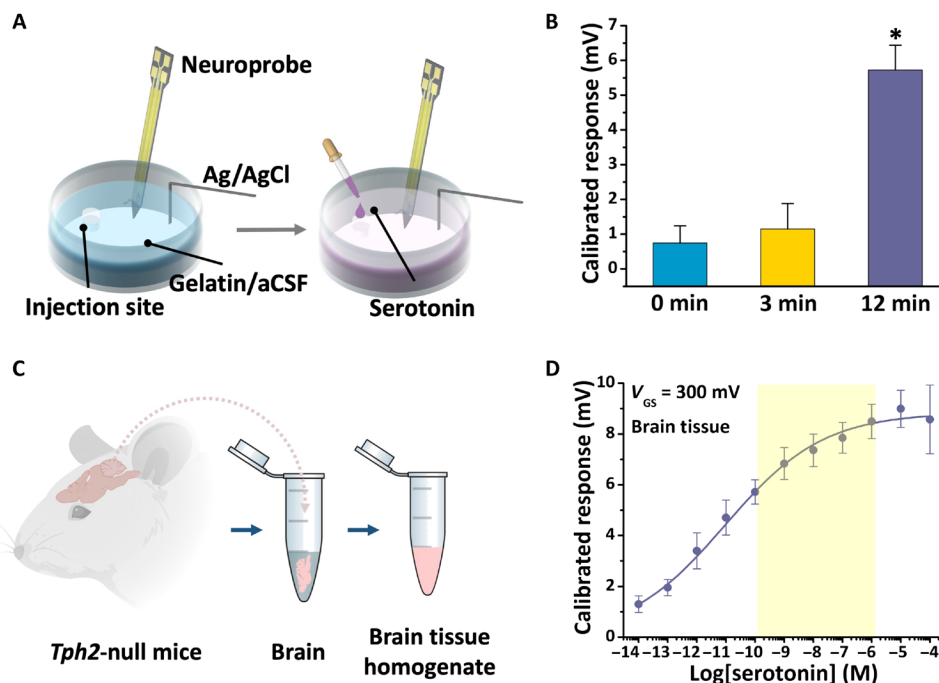 A
Neuroprobe
Ag/AgCl
Gelatin/aCSF
Injection site
Serotonin
B
Calibrated response (mV)
7
6
5
4
3
2
1
0
*
0 min 3 min 12 min
C
Tph2-null mice
Brain
Brain tissue
homogenate
D
Calibrated response (mV)
10
8
6
4
2
0
V_GS = 300 mV
Brain tissue
−14 −13 −12 −11 −10 −9 −8 −7 −6 −5 −4
Log[serotonin] (M)